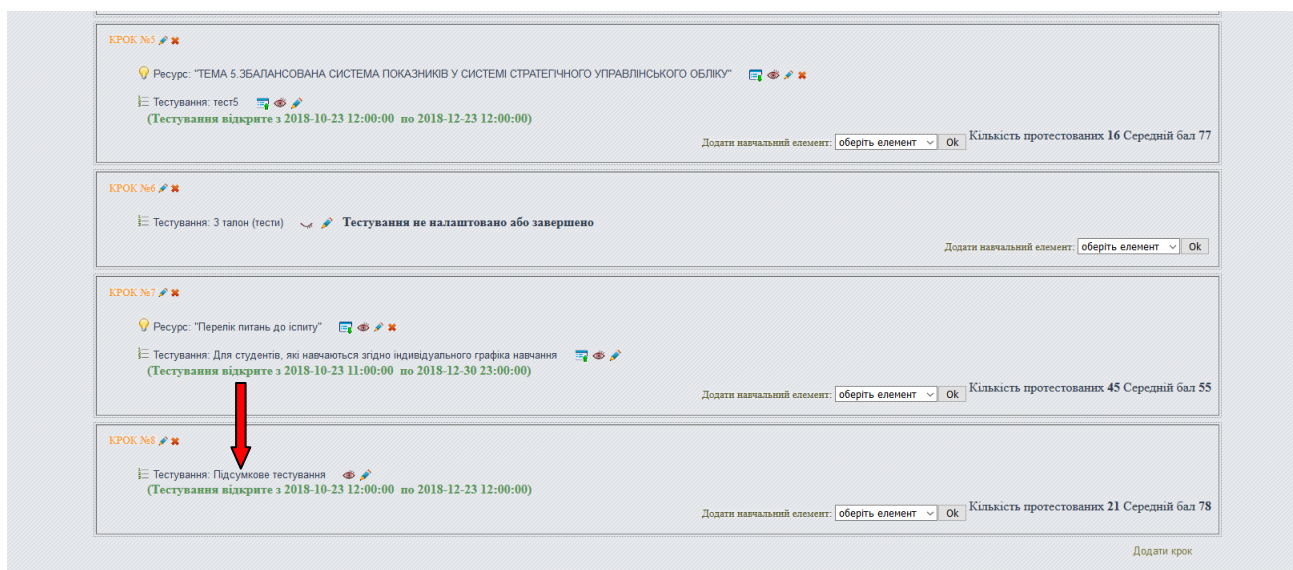 КРОК №5
Ресурс: "ТЕМА 5.ЗБАЛАНСОВАНА СИСТЕМА ПОКАЗНИКІВ У СИСТЕМІ СТРАТЕГІЧНОГО УПРАВЛІНСЬКОГО ОБЛІКУ"
Тестування: тест5
(Тестування відкрите з 2018-10-23 12:00:00 по 2018-12-23 12:00:00)
Додати навчальний елемент: оберіть елемент Ok Кількість протестованих 16 Середній бал 77
КРОК №6
Тестування: 3 талон (тести) Тестування не налаштовано або завершено
Додати навчальний елемент: оберіть елемент Ok
КРОК №7
Ресурс: "Перелік питань до іспиту"
Тестування: Для студентів, які навчаються згідно індивідуального графіка навчання
(Тестування відкрите з 2018-10-23 11:00:00 по 2018-12-30 23:00:00)
Додати навчальний елемент: оберіть елемент Ok Кількість протестованих 45 Середній бал 55
КРОК №8
Тестування: Підсумкове тестування
(Тестування відкрите з 2018-10-23 12:00:00 по 2018-12-23 12:00:00)
Додати навчальний елемент: оберіть елемент Ok Кількість протестованих 21 Середній бал 78
Додати крок